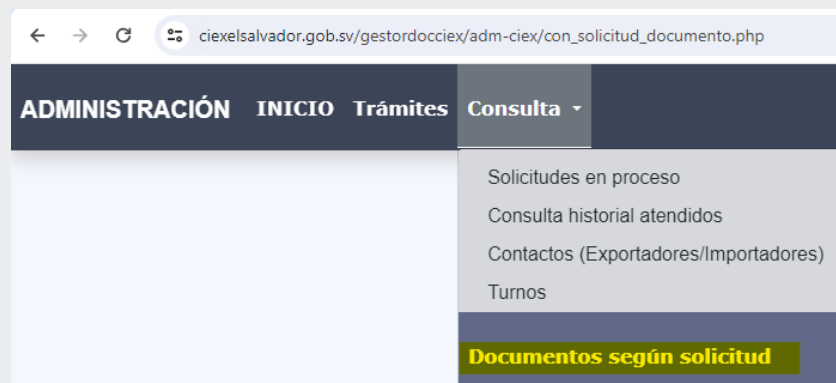 ciexelsalvador.gob.sv/gestordocciex/adm-ciex/con_solicitud_documento.php
ADMINISTRACIÓN INICIO Trámites Consulta
Solicitudes en proceso
Consulta historial atendidos
Contactos (Exportadores/Importadores)
Turnos
Documentos según solicitud